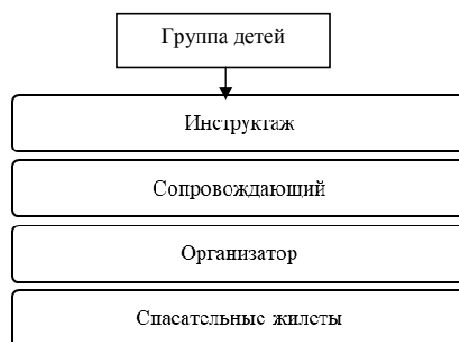 Группа детей
Инструктаж
Сопровождающий
Организатор
Спасательные жилеты